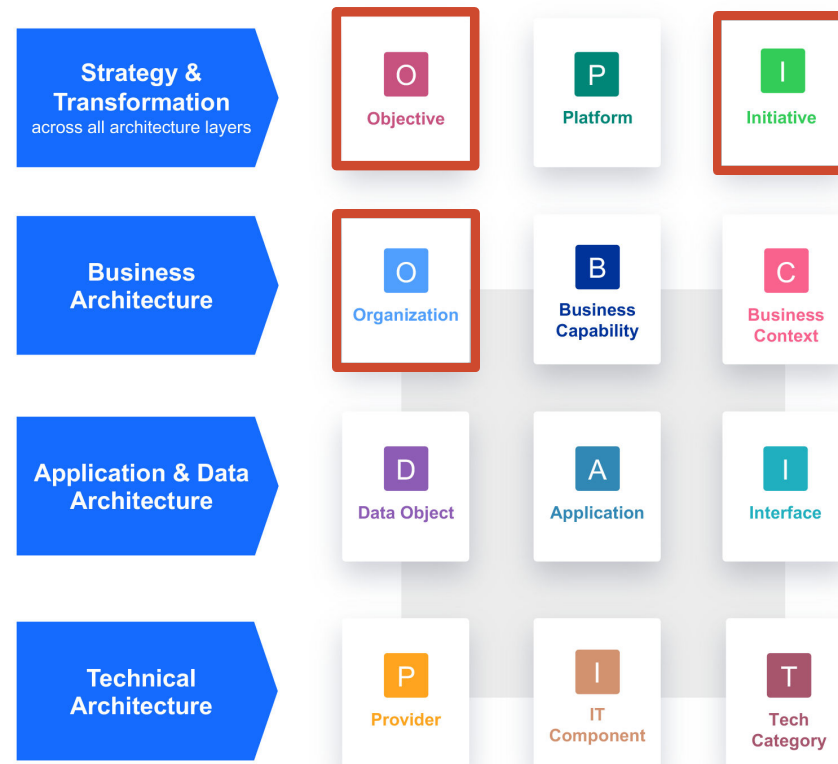 Strategy &
Transformation
across all architecture layers
O
Objective
P
Platform
I
Initiative
Business
Architecture
O
Organization
B
Business
Capability
C
Business
Context
Application & Data
Architecture
D
Data Object
A
Application
I
Interface
Technical
Architecture
P
Provider
I
IT
Component
T
Tech
Category